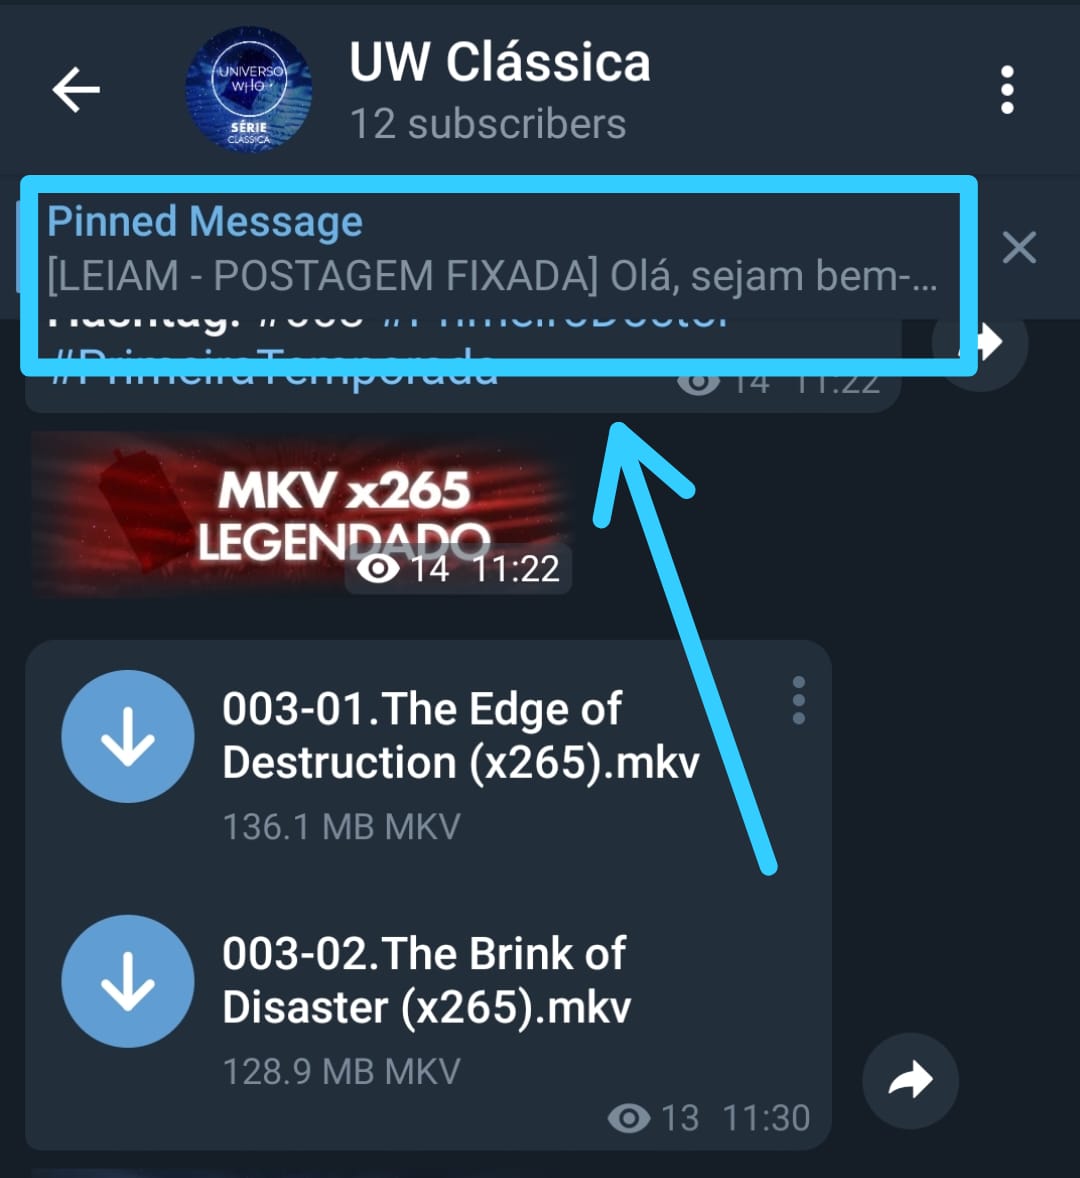 UW Clássica
UNIVERSO
WHO
SÉRIE
CLÁSSICA
12 subscribers
Pinned Message
[LEIAM - POSTAGEM FIXADA] Olá, sejam bem-...
Hashtag: #003 #PrimeiroDoctor
#PrimeiraTemporada
14 11:22
MKV x265
LEGENDADO
14 11:22
003-01.The Edge of
Destruction (x265).mkv
136.1 MB MKV
003-02.The Brink of
Disaster (x265).mkv
128.9 MB MKV
13 11:30